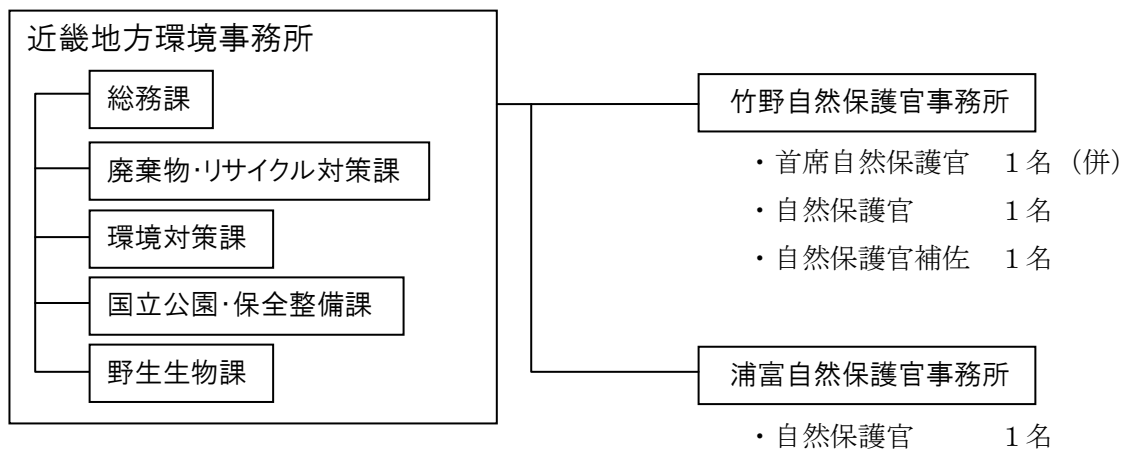 近畿地方環境事務所
総務課
廃棄物・リサイクル対策課
環境対策課
国立公園・保全整備課
野生生物課
竹野自然保護官事務所
・首席自然保護官　１名（併）
・自然保護官　１名
・自然保護官補佐　１名
浦富自然保護官事務所
・自然保護官　１名